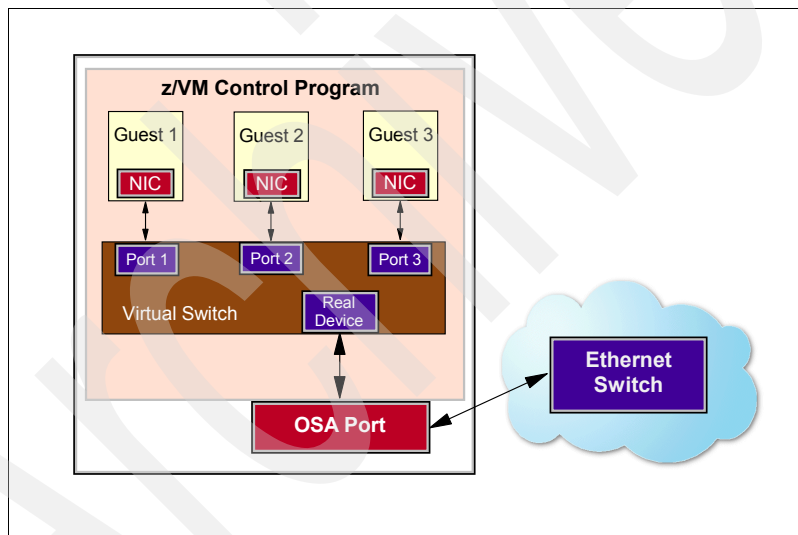 z/VM Control Program
Guest 1
Guest 2
Guest 3
NIC
NIC
NIC
Port 1
Port 2
Port 3
Virtual Switch
Real
Device
Ethernet
Switch
OSA Port